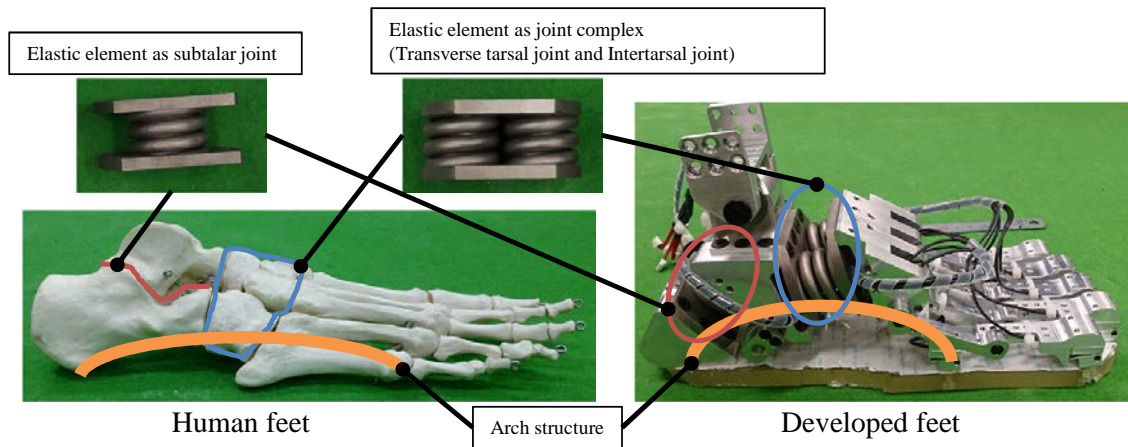 Elastic element as subtalar joint
Elastic element as joint complex
(Transverse tarsal joint and Intertarsal joint)
Human feet
Arch structure
Developed feet